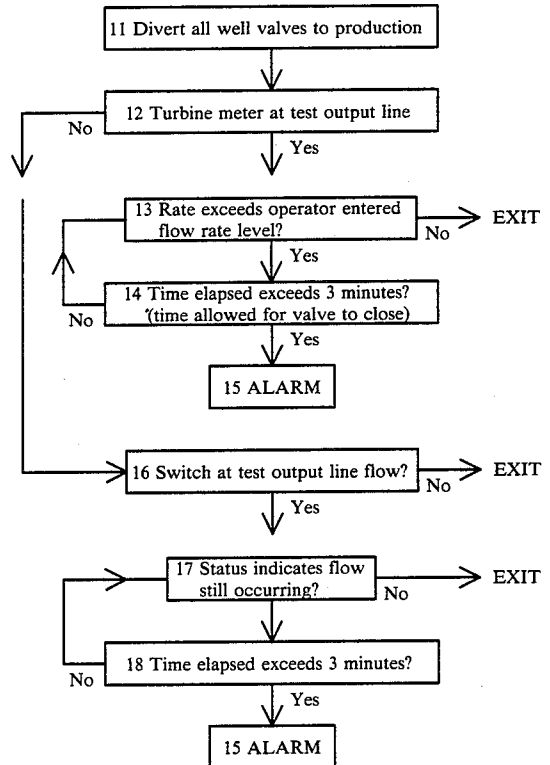 11 Divert all well valves to production
12 Turbine meter at test output line
No
Yes
13 Rate exceeds operator entered
flow rate level?
EXIT
No
Yes
14 Time elapsed exceeds 3 minutes?
(time allowed for valve to close)
No
Yes
15 ALARM
16 Switch at test output line flow?
EXIT
No
Yes
17 Status indicates flow
still occurring?
EXIT
No
18 Time elapsed exceeds 3 minutes?
No
Yes
15 ALARM